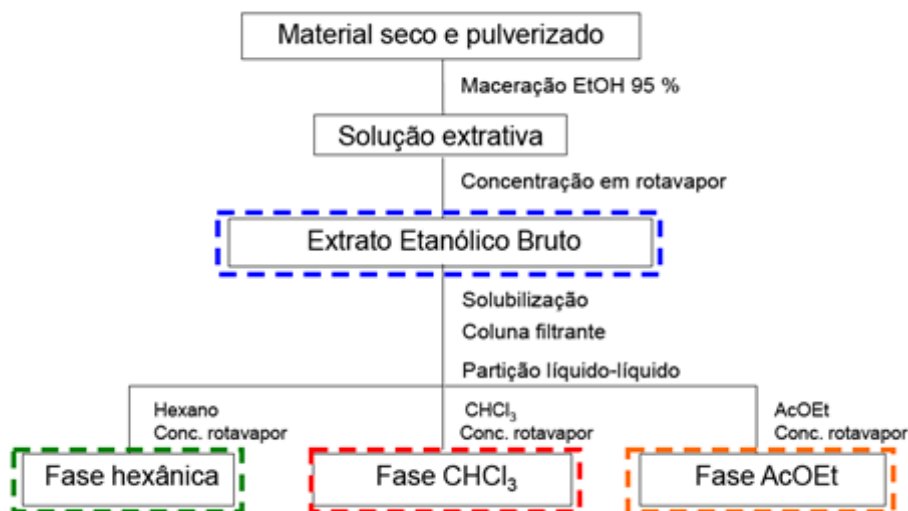 Material seco e pulverizado
Maceração EtOH 95 %
Solução extrativa
Concentração em rotavapor
Extrato Etanólico Bruto
Solubilização
Coluna filtrante
Partição líquido-líquido
Hexano
Conc. rotavapor
CHCl₃
Conc. rotavapor
AcOEt
Conc. rotavapor
Fase hexânica
Fase CHCl₃
Fase AcOEt